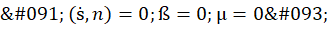 &#091; (ṡ, n) = 0; ß = 0; μ = 0&#093;